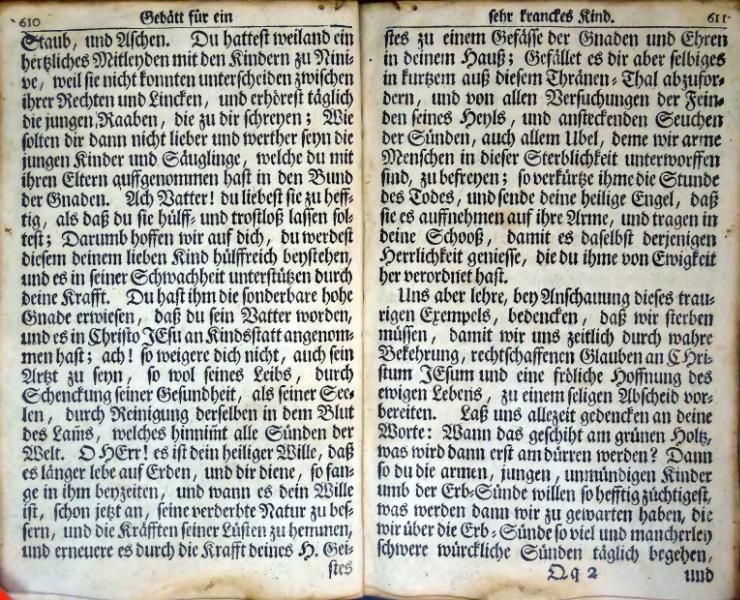 610 Gebätt für ein
Staub, und Aschen. Du hattest weiland ein
hertzliches Mitleyden mit den Kindern zu Nini-
ve, weil sie nicht konnten unterscheiden zwischen
ihrer Rechten und Lincken, und erhörest täglich
die jungen Raaben, die zu dir schreyen; Wie
solten dir dann nicht lieber und werther seyn die
jungen Kinder und Säuglinge, welche du mit
ihren Eltern auffgenommen hast in den Bund
der Gnaden. Ach Vatter! du liebest sie zu heff-
tig, als daß du sie hülff- und trostloß lassen sol-
test; Darumb hoffen wir auf dich, du werdest
diesem deinem lieben Kind hülffreich beystehen,
und es in seiner Schwachheit unterstützen durch
deine Krafft. Du hast ihm die sonderbare hohe
Gnade erwiesen, daß du sein Vatter worden,
und es in Christo JEsu an Kindsstatt angenom-
men hast; ach! so weigere dich nicht, auch sein
Artzt zu seyn, so wol seines Leibs, durch
Schenckung seiner Gesundheit, als seiner See-
len, durch Reinigung derselben in dem Blut
des Lam̄s, welches hinnim̄t alle Sünden der
Welt. O HErr! es ist dein heiliger Wille, daß
es länger lebe auf Erden, und dir diene, so fan-
ge in ihm beyzeiten, und wann es dein Wille
ist, schon jetzt an, seine verderbte Natur zu bes-
sern, und die Kräfften seiner Lüsten zu hemmen,
und erneuere es durch die Krafft deines H. Gei-
stes
sehr kranckes Kind. 611
stes zu einem Gefässe der Gnaden und Ehren
in deinem Hauß; Gefället es dir aber selbiges
in kurtzem auß diesem Thränen-Thal abzufor-
dern, und von allen Versuchungen der Fein-
den seines Heyls, und ansteckenden Seuchen
der Sünden, auch allem Ubel, deme wir arme
Menschen in dieser Sterblichkeit unterworffen
sind, zu befreyen; so verkürtze ihme die Stunde
des Todes, und sende deine heilige Engel, daß
sie es auffnehmen auf ihre Arme, und tragen in
deine Schooß, damit es daselbst derjenigen
Herrlichkeit geniesse, die du ihme von Ewigkeit
her verordnet hast.
Uns aber lehre, bey Anschauung dieses trau-
rigen Exempels, bedencken, daß wir sterben
müssen, damit wir uns zeitlich durch wahre
Bekehrung, rechtschaffenen Glauben an CHri-
stum JEsum und eine fröliche Hoffnung des
ewigen Lebens, zu einem seligen Abscheid vor-
bereiten. Laß uns allezeit gedencken an deine
Worte: Wann das geschiht am grünen Holtz,
was wird dann erst am dürren werden? Dann
so du die armen, jungen, unmündigen Kinder
umb der Erb-Sünde willen so hefftig züchtigest,
was werden dann wir zu gewarten haben, die
wir über die Erb-Sünde so viel und mancherley
schwere würckliche Sünden täglich begehen,
Qq 2 und